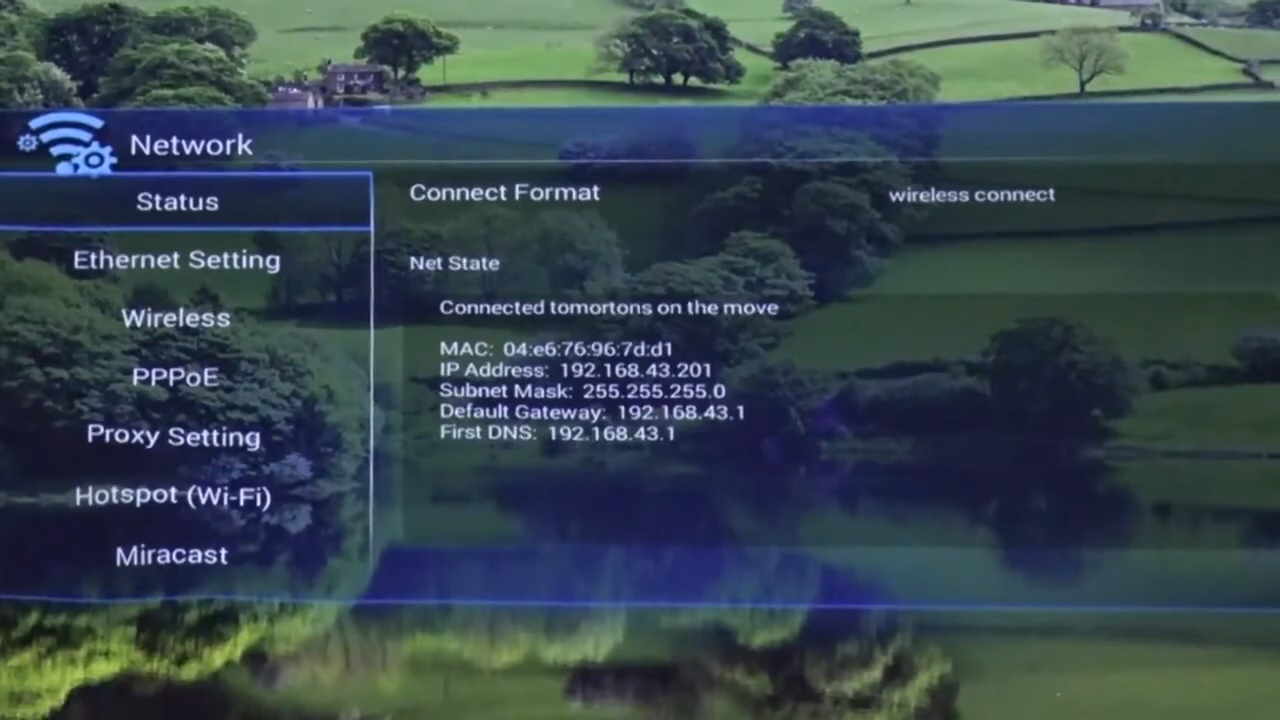 Network
Status
Ethernet Setting
Wireless
PPPoE
Proxy Setting
Hotspot (Wi-Fi)
Miracast
Connect Format wireless connect
Net State
Connected tomortons on the move
MAC: 04:e6:76:96:7d:d1
IP Address: 192.168.43.201
Subnet Mask: 255.255.255.0
Default Gateway: 192.168.43.1
First DNS: 192.168.43.1